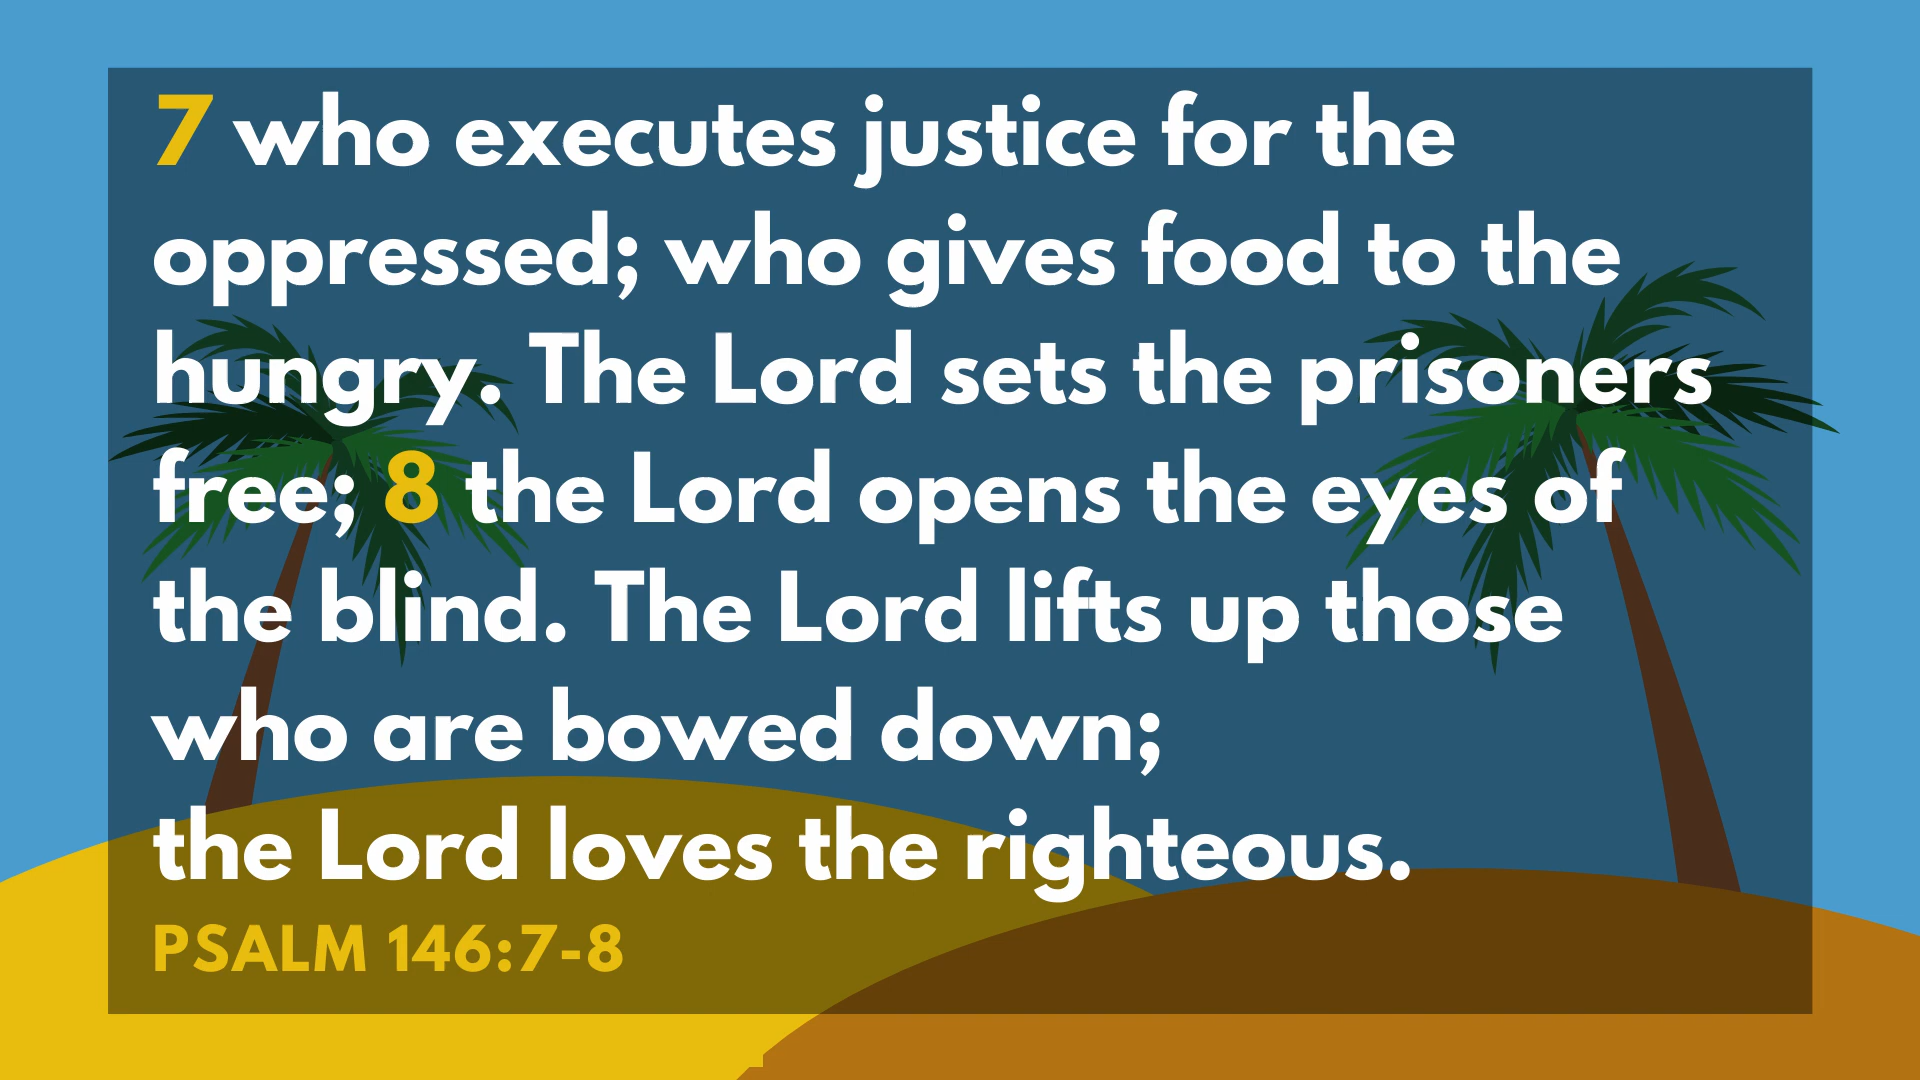 7 who executes justice for the
oppressed; who gives food to the
hungry. The Lord sets the prisoners
free; 8 the Lord opens the eyes of
the blind. The Lord lifts up those
who are bowed down;
the Lord loves the righteous.
PSALM 146:7-8